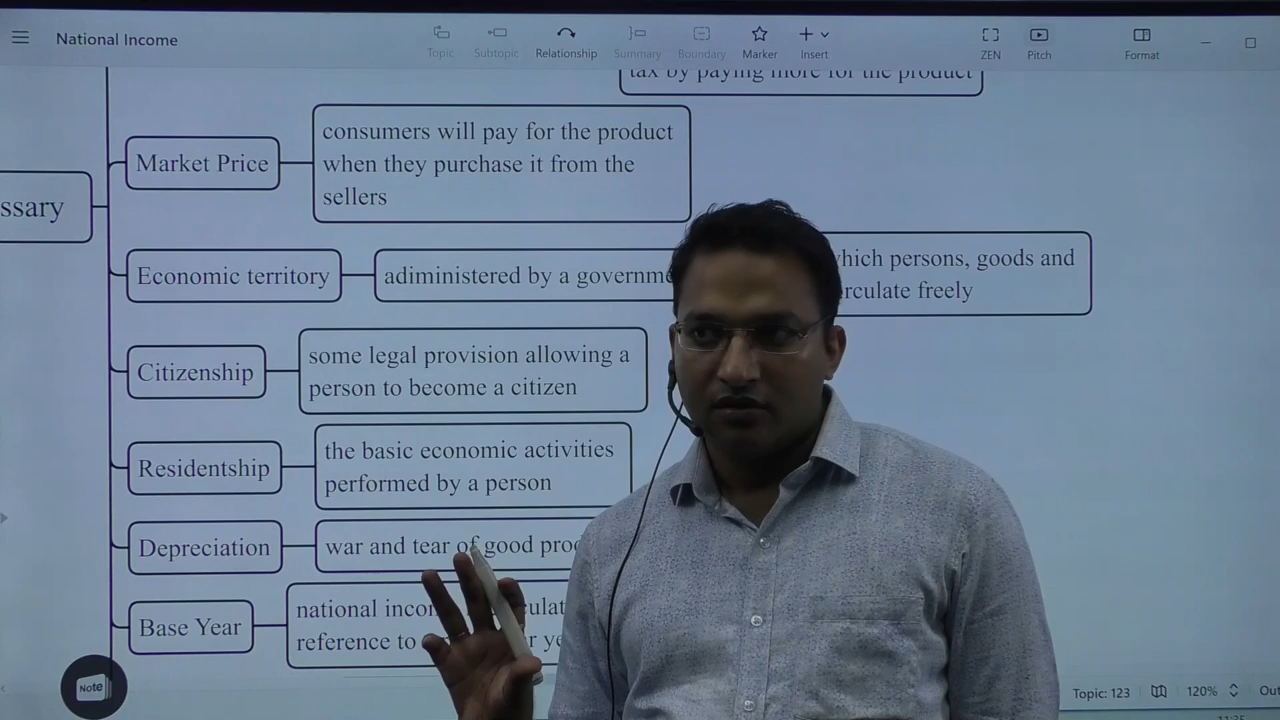 National Income
Topic
Subtopic
Relationship
Summary
Boundary
Marker
Insert
ZEN
Pitch
Format
tax by paying more for the product
ssary
Market Price
consumers will pay for the product
when they purchase it from the
sellers
Economic territory
adiministered by a governme
which persons, goods and
rculate freely
Citizenship
some legal provision allowing a
person to become a citizen
Residentship
the basic economic activities
performed by a person
Depreciation
war and tear of good pro
Base Year
national inco
reference to
Note
Topic: 123
120%
Out